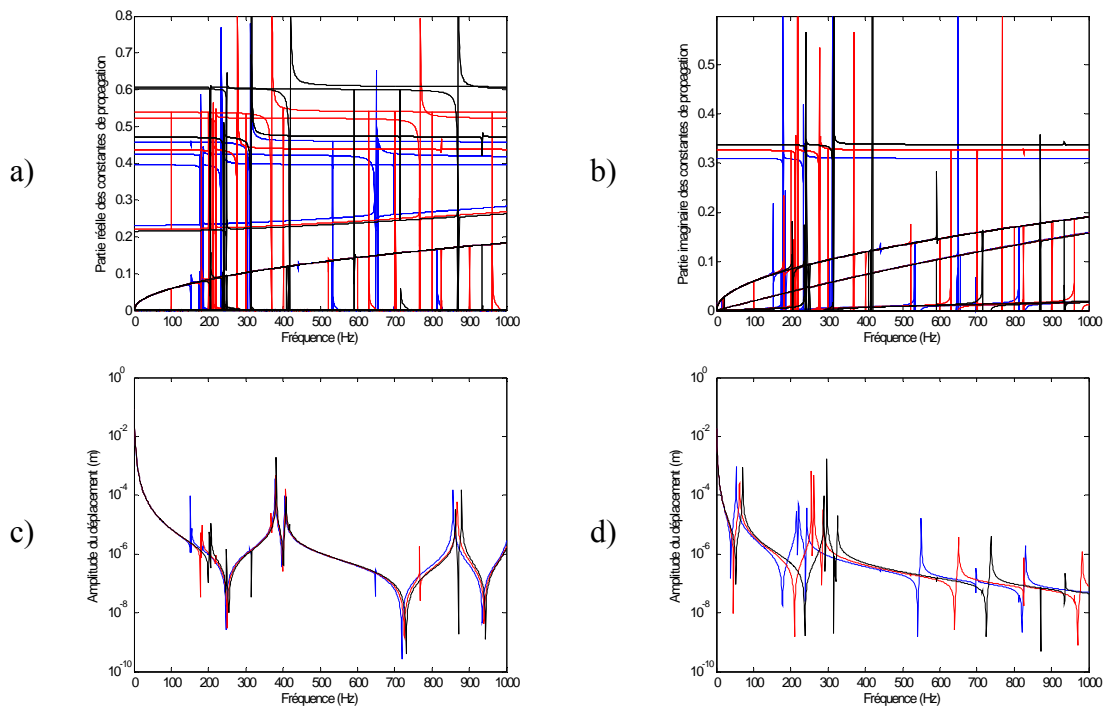 a)
Partie réelle des constantes de propagation
0.8
0.7
0.6
0.5
0.4
0.3
0.2
0.1
0
0 100 200 300 400 500 600 700 800 900 1000
Fréquence (Hz)
b)
Partie imaginaire des constantes de propagation
0.5
0.4
0.3
0.2
0.1
0
0 100 200 300 400 500 600 700 800 900 1000
Fréquence (Hz)
c)
Amplitude du déplacement (m)
10^0
10^-2
10^-4
10^-6
10^-8
10^-10
0 100 200 300 400 500 600 700 800 900 1000
Fréquence (Hz)
d)
Amplitude du déplacement (m)
10^0
10^-2
10^-4
10^-6
10^-8
10^-10
0 100 200 300 400 500 600 700 800 900 1000
Fréquence (Hz)